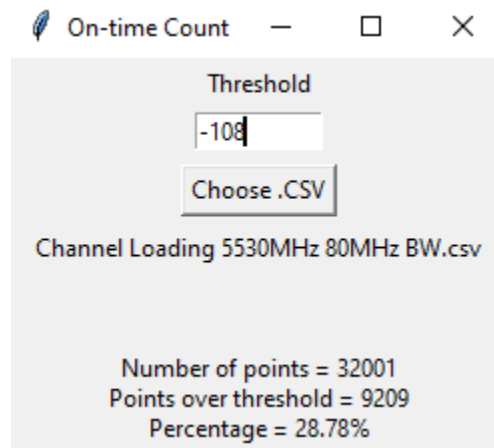 On-time Count
Threshold
-108
Choose .CSV
Channel Loading 5530MHz 80MHz BW.csv
Number of points = 32001
Points over threshold = 9209
Percentage = 28.78%